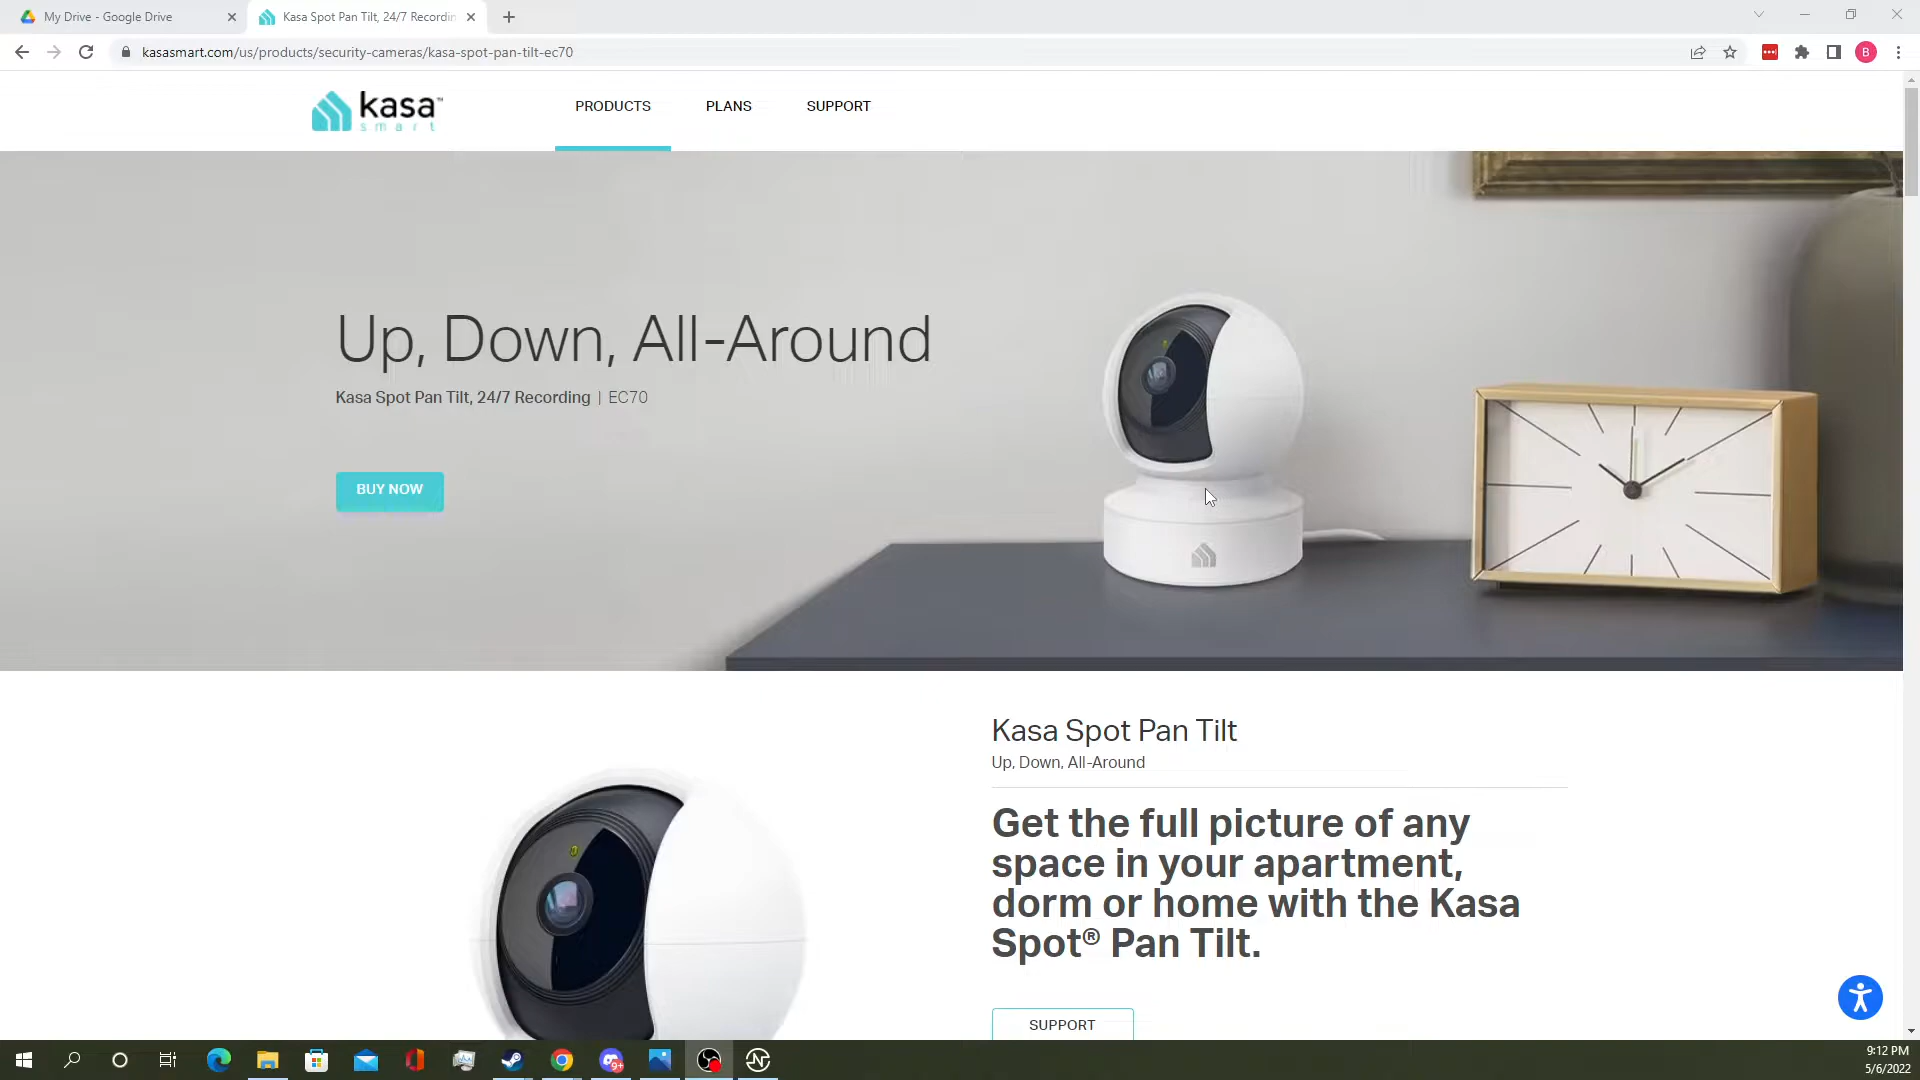 My Drive - Google Drive
Kasa Spot Pan Tilt, 24/7 Recordin
kasasmart.com/us/products/security-cameras/kasa-spot-pan-tilt-ec70
B
kasa™
smart
PRODUCTS
PLANS
SUPPORT
Up, Down, All-Around
Kasa Spot Pan Tilt, 24/7 Recording | EC70
BUY NOW
Kasa Spot Pan Tilt
Up, Down, All-Around
Get the full picture of any
space in your apartment,
dorm or home with the Kasa
Spot® Pan Tilt.
SUPPORT
9+
9:12 PM
5/6/2022